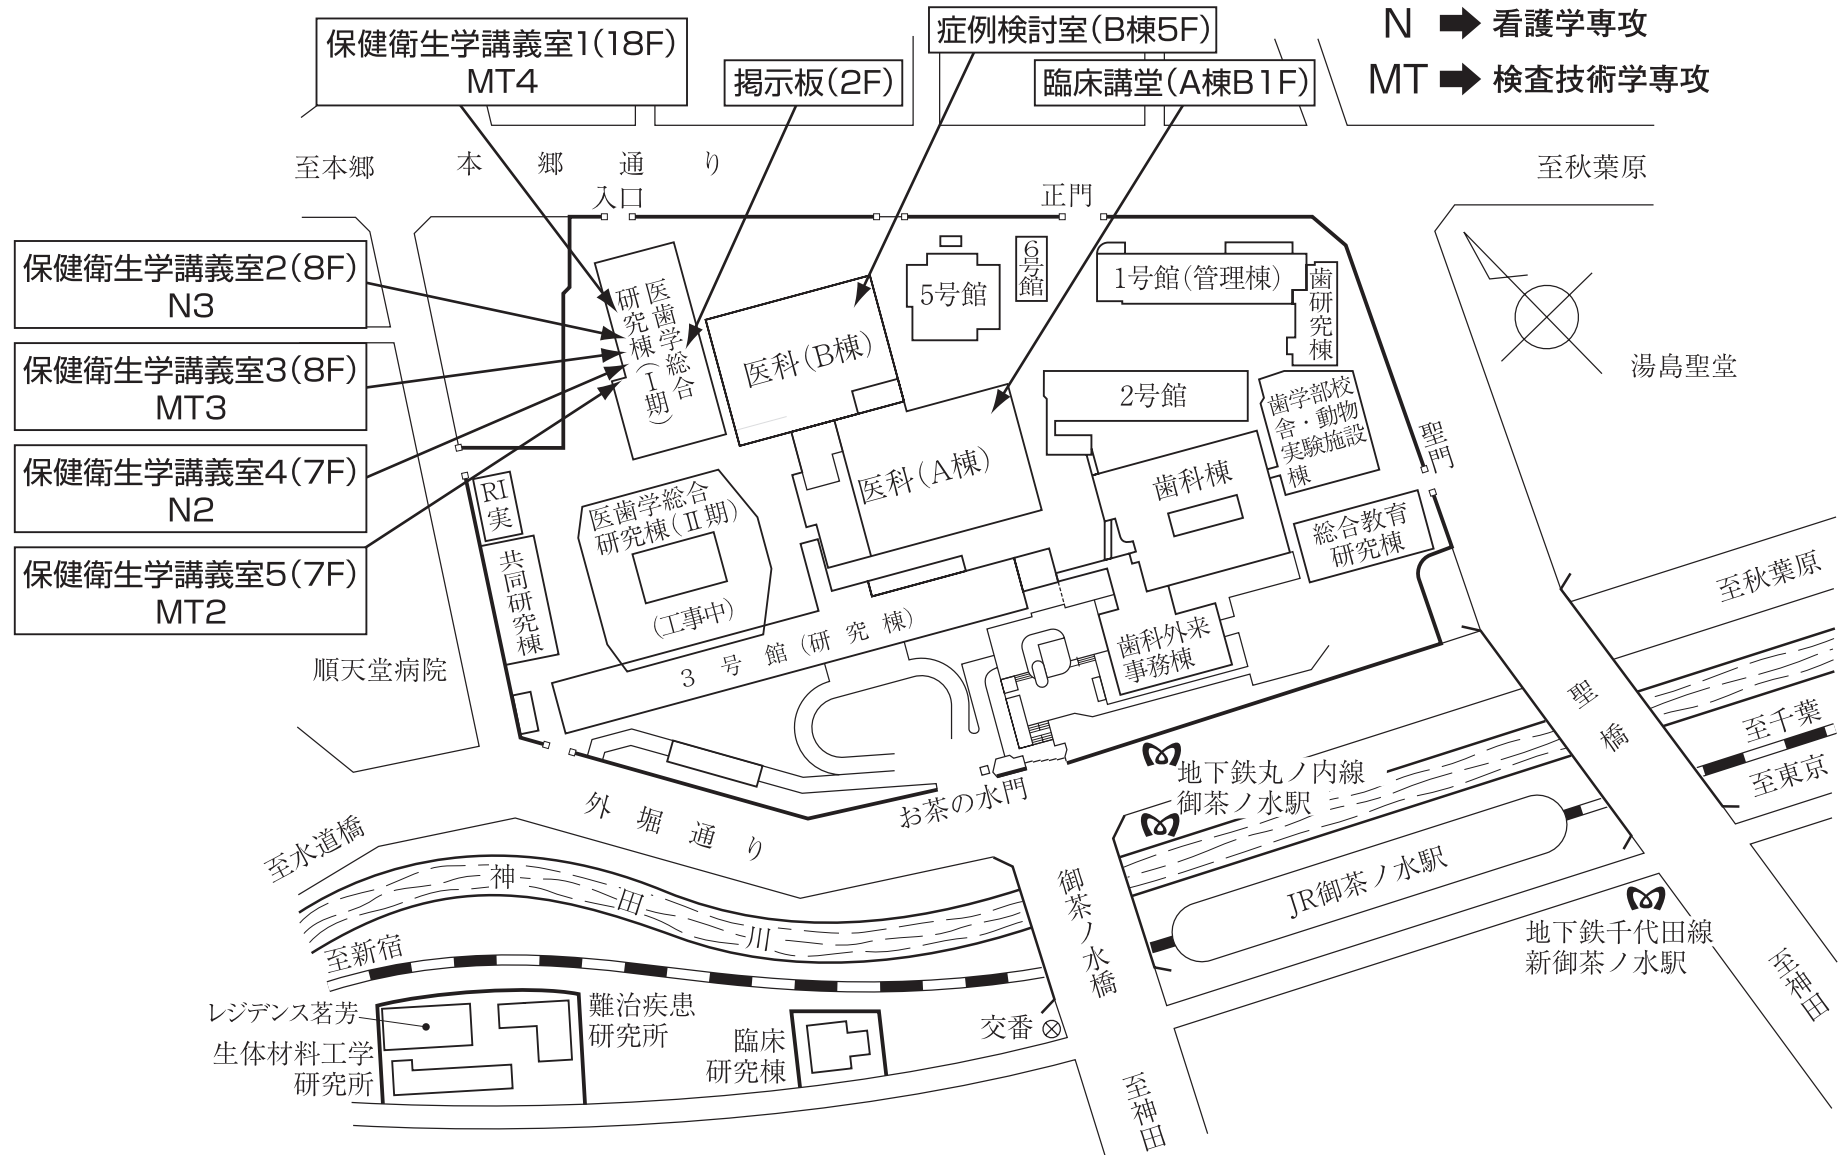 保健衛生学講義室1(18F)
MT4
掲示板(2F)
症例検討室(B棟5F)
臨床講堂(A棟B1F)
N ➡ 看護学専攻
MT ➡ 検査技術学専攻
至本郷
本郷通り
入口
正門
至秋葉原
保健衛生学講義室2(8F)
N3
保健衛生学講義室3(8F)
MT3
保健衛生学講義室4(7F)
N2
保健衛生学講義室5(7F)
MT2
医歯学総合
研究棟(Ⅰ期)
医科(B棟)
5号館
6号館
1号館(管理棟)
歯研究棟
湯島聖堂
2号館
歯学部校
舎・動物
実験施設
棟
聖門
医科(A棟)
歯科棟
総合教育
研究棟
RI
実
共同研究棟
医歯学総合
研究棟(Ⅱ期)
(工事中)
3号館(研究棟)
歯科外来
事務棟
順天堂病院
至秋葉原
聖橋
至千葉
至東京
地下鉄丸ノ内線
御茶ノ水駅
お茶の水門
外堀通り
至水道橋
神田川
御茶ノ水橋
JR御茶ノ水駅
地下鉄千代田線
新御茶ノ水駅
至神田
至新宿
レジデンス茗芳
生体材料工学
研究所
難治疾患
研究所
臨床
研究棟
交番
至神田